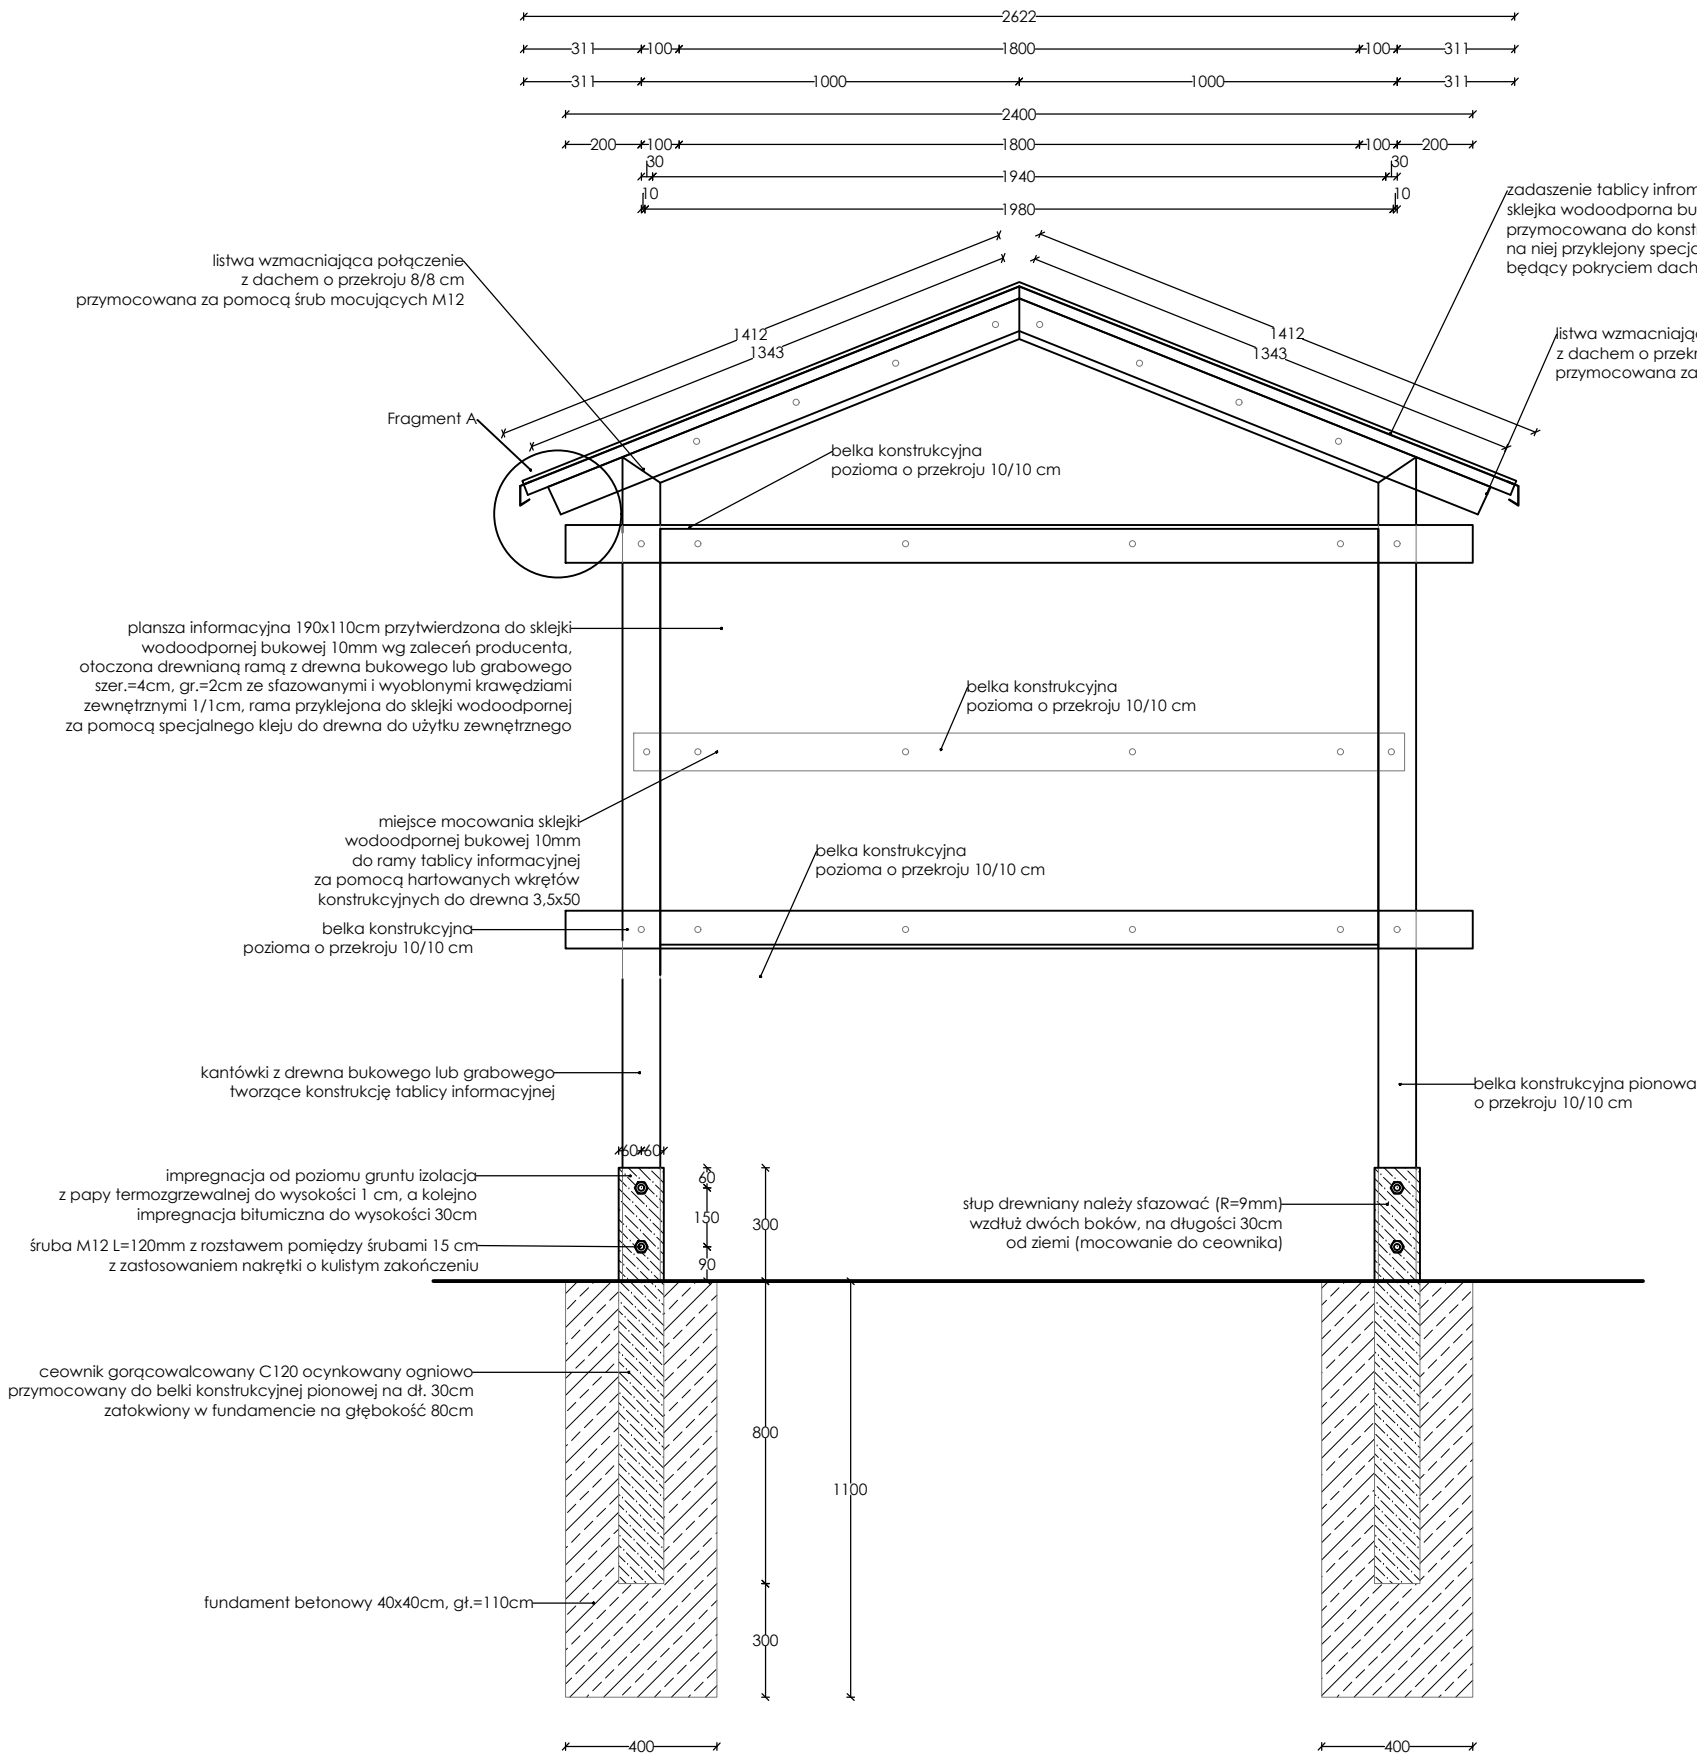 2622
311 100 1800 100 311
311 1000 1000 311
2400
200 100 1800 100 200
30 1940 30
10 1980 10
zadaszenie tablicy
sklejka wodoodporna
przymocowana do
na niej przyklejony
będący pokryciem
listwa wzmacniająca połączenie
z dachem o przekroju 8/8 cm
przymocowana za pomocą śrub mocujących M12
1412
1343
1412
1343
listwa
z dachem o
przymocowana za
Fragment A
belka konstrukcyjna
pozioma o przekroju 10/10 cm
plansza informacyjna 190x110cm przytwierdzona do sklejki
wodoodpornej bukowej 10mm wg zaleceń producenta,
otoczona drewnianą ramą z drewna bukowego lub grabowego
szer.=4cm, gr.=2cm ze sfazowanymi i wyoblonymi krawędziami
zewnętrznymi 1/1cm, rama przyklejona do sklejki wodoodpornej
za pomocą specjalnego kleju do drewna do użytku zewnętrznego
belka konstrukcyjna
pozioma o przekroju 10/10 cm
miejsce mocowania sklejki
wodoodpornej bukowej 10mm
do ramy tablicy informacyjnej
za pomocą hartowanych wkrętów
konstrukcyjnych do drewna 3,5x50
belka konstrukcyjna
pozioma o przekroju 10/10 cm
belka konstrukcyjna
pozioma o przekroju 10/10 cm
kantówki z drewna bukowego lub grabowego
tworzące konstrukcję tablicy informacyjnej
belka konstrukcyjna pionowa
o przekroju 10/10 cm
60 60
impregnacja od poziomu gruntu izolacja
z papy termozgrzewalnej do wysokości 1 cm, a kolejno
impregnacja bitumiczna do wysokości 30cm
60
150
90
300
słup drewniany należy sfazować (R=9mm)
wzdłuż dwóch boków, na długości 30cm
od ziemi (mocowanie do ceownika)
śruba M12 L=120mm z rozstawem pomiędzy śrubami 15 cm
z zastosowaniem nakrętki o kulistym zakończeniu
ceownik gorącowalcowany C120 ocynkowany ogniowo
przymocowany do belki konstrukcyjnej pionowej na dł. 30cm
zatokwiony w fundamencie na głębokość 80cm
800
1100
fundament betonowy 40x40cm, gł.=110cm
300
400 400